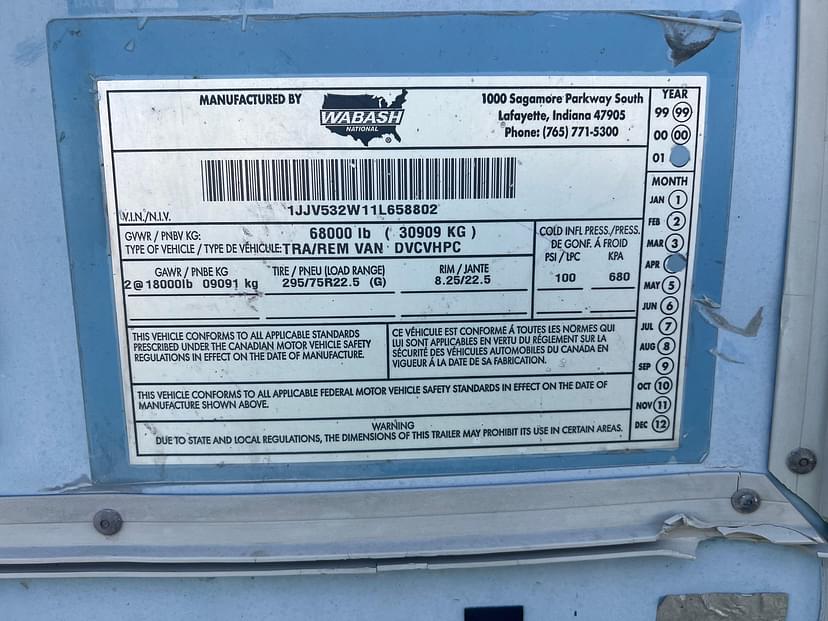 MANUFACTURED BY
WABASH
NATIONAL
1000 Sagamore Parkway South
Lafayette, Indiana 47905
Phone: (765) 771-5300
V.I.N./N.I.V.
1JJV532W11L658802
GVWR / PNBV KG: 68000 lb ( 30909 KG )
TYPE OF VEHICLE / TYPE DE VÉHICULE: TRA/REM VAN DVCVHPC
COLD INFL PRESS./PRESS.
DE GONF. Á FROID
PSI / LPC KPA
100 680
GAWR / PNBE KG TIRE / PNEU (LOAD RANGE) RIM / JANTE
2@18000lb 09091 kg 295/75R22.5 (G) 8.25/22.5
THIS VEHICLE CONFORMS TO ALL APPLICABLE STANDARDS
PRESCRIBED UNDER THE CANADIAN MOTOR VEHICLE SAFETY
REGULATIONS IN EFFECT ON THE DATE OF MANUFACTURE.
CE VÉHICULE EST CONFORME Á TOUTES LES NORMES QUI
LUI SONT APPLICABLES EN VERTU DU RÉGLEMENT SUR LA
SÉCURITÉ DES VÉHICULES AUTOMOBILES DU CANADA EN
VIGUEUR Á LA DATE DE SA FABRICATION.
THIS VEHICLE CONFORMS TO ALL APPLICABLE FEDERAL MOTOR VEHICLE SAFETY STANDARDS IN EFFECT ON THE DATE OF
MANUFACTURE SHOWN ABOVE.
WARNING
DUE TO STATE AND LOCAL REGULATIONS, THE DIMENSIONS OF THIS TRAILER MAY PROHIBIT ITS USE IN CERTAIN AREAS.
YEAR
99 99
00 00
01
MONTH
JAN 1
FEB 2
MAR 3
APR
MAY 5
JUN 6
JUL 7
AUG 8
SEP 9
OCT 10
NOV 11
DEC 12